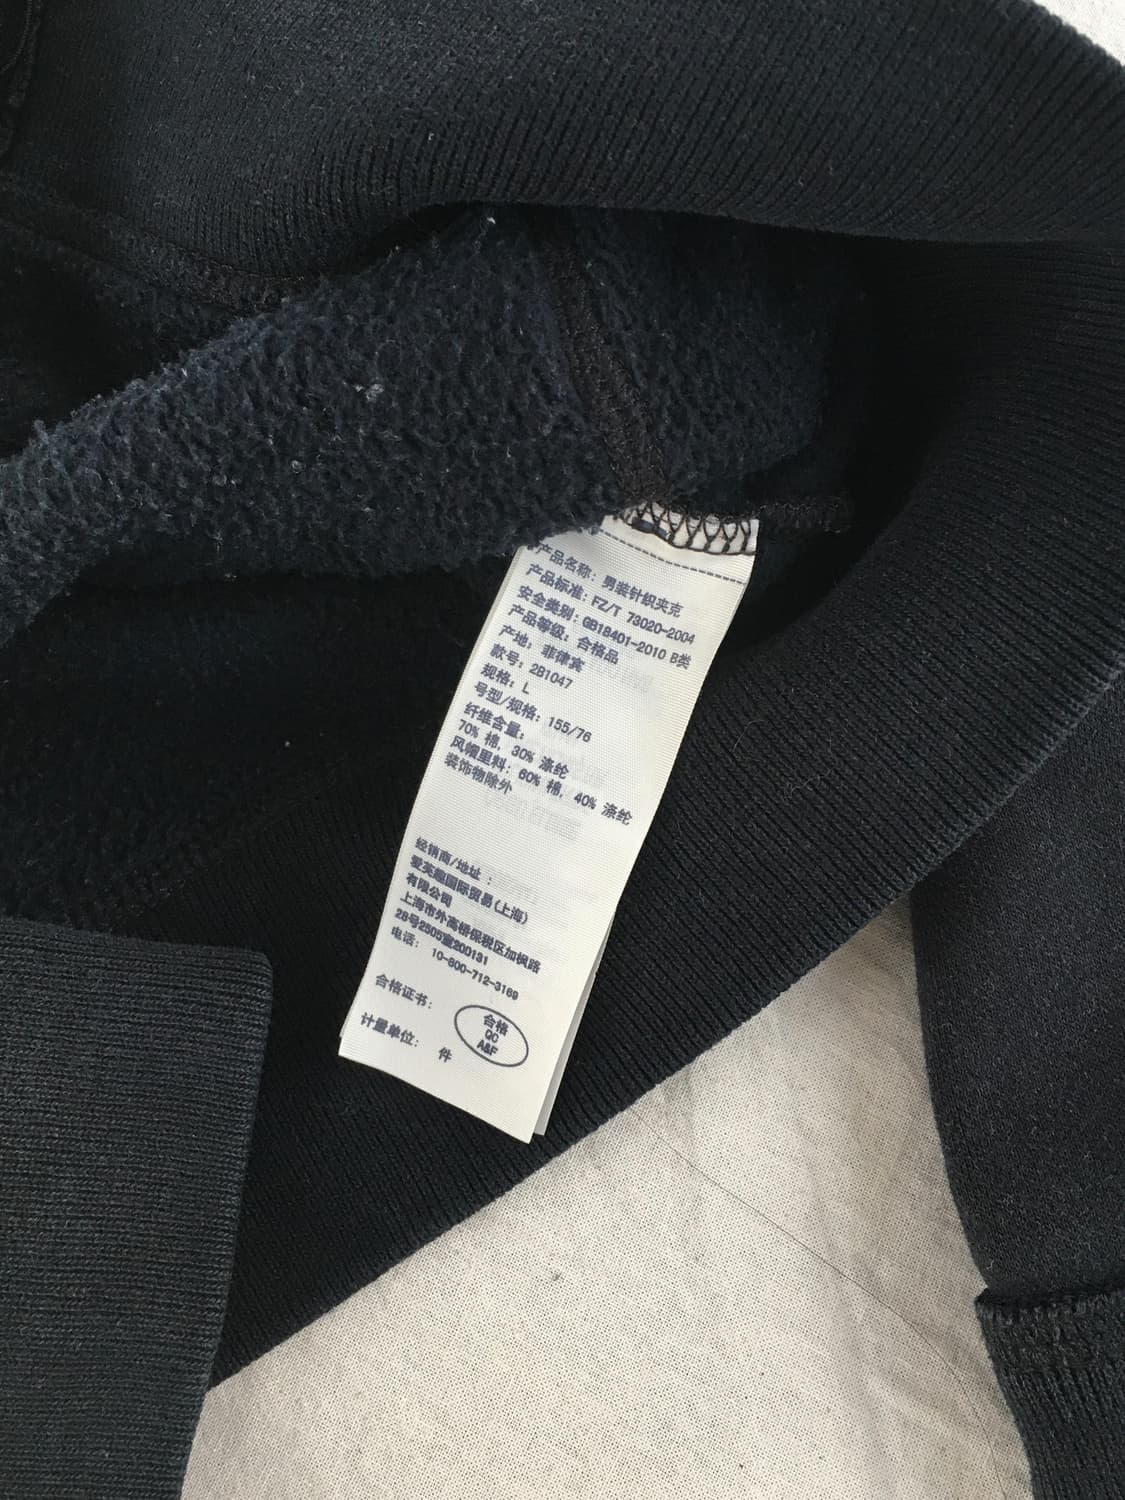 产品名称: 男装针织夹克
产品标准: FZ/T 73020-2004
安全类别: GB18401-2010 B类
产品等级: 合格品
产地: 菲律宾
款号: 2B1047
规格: L
号型/规格: 155/76
纤维含量:
70% 棉, 30% 涤纶
风帽里料: 60% 棉, 40% 涤纶
装饰物除外
经销商/地址 :
爱芙趣国际贸易(上海)
有限公司
上海市外高桥保税区加枫路
28号2505室200131
电话: 10-800-712-3169
合格证书:
合格
QC
A&F
计量单位: 件